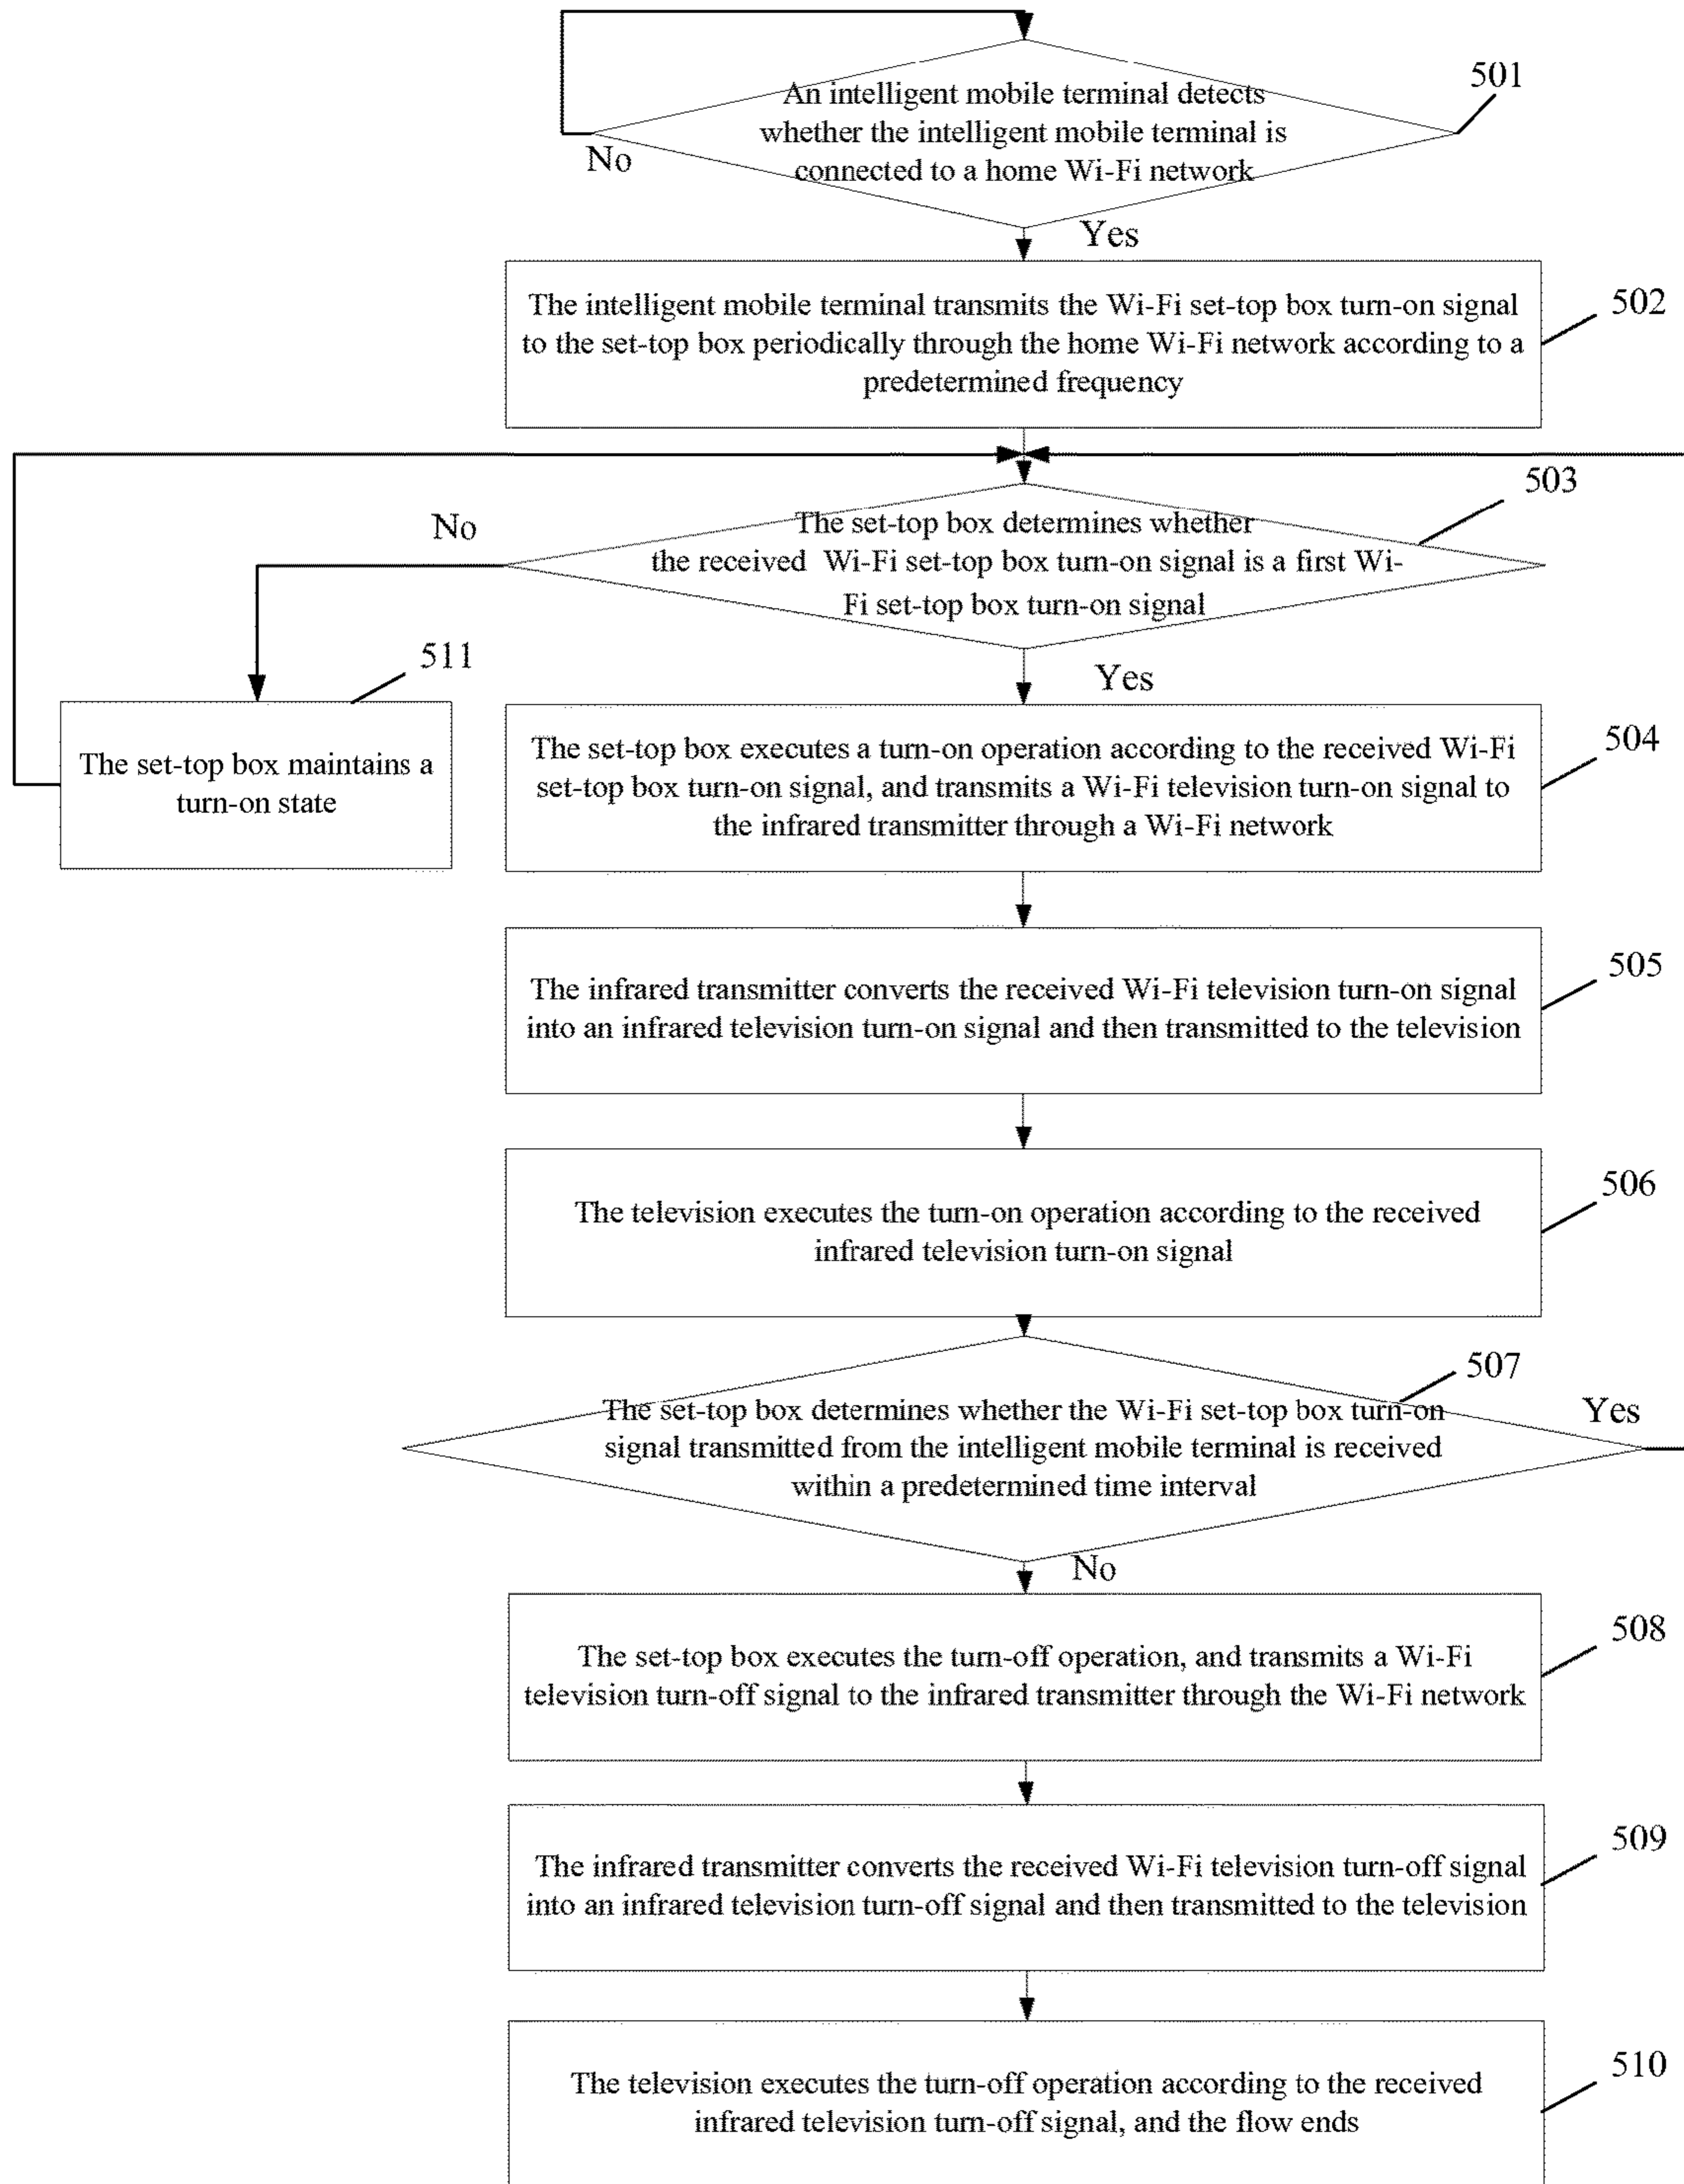 An intelligent mobile terminal detects
whether the intelligent mobile terminal is
connected to a home Wi-Fi network
501
No
Yes
The intelligent mobile terminal transmits the Wi-Fi set-top box turn-on signal
to the set-top box periodically through the home Wi-Fi network according to a
predetermined frequency
502
503
The set-top box determines whether
the received Wi-Fi set-top box turn-on signal is a first Wi-
Fi set-top box turn-on signal
No
Yes
511
The set-top box maintains a
turn-on state
The set-top box executes a turn-on operation according to the received Wi-Fi
set-top box turn-on signal, and transmits a Wi-Fi television turn-on signal to
the infrared transmitter through a Wi-Fi network
504
The infrared transmitter converts the received Wi-Fi television turn-on signal
into an infrared television turn-on signal and then transmitted to the television
505
The television executes the turn-on operation according to the received
infrared television turn-on signal
506
507
The set-top box determines whether the Wi-Fi set-top box turn-on
signal transmitted from the intelligent mobile terminal is received
within a predetermined time interval
Yes
No
The set-top box executes the turn-off operation, and transmits a Wi-Fi
television turn-off signal to the infrared transmitter through the Wi-Fi network
508
The infrared transmitter converts the received Wi-Fi television turn-off signal
into an infrared television turn-off signal and then transmitted to the television
509
The television executes the turn-off operation according to the received
infrared television turn-off signal, and the flow ends
510